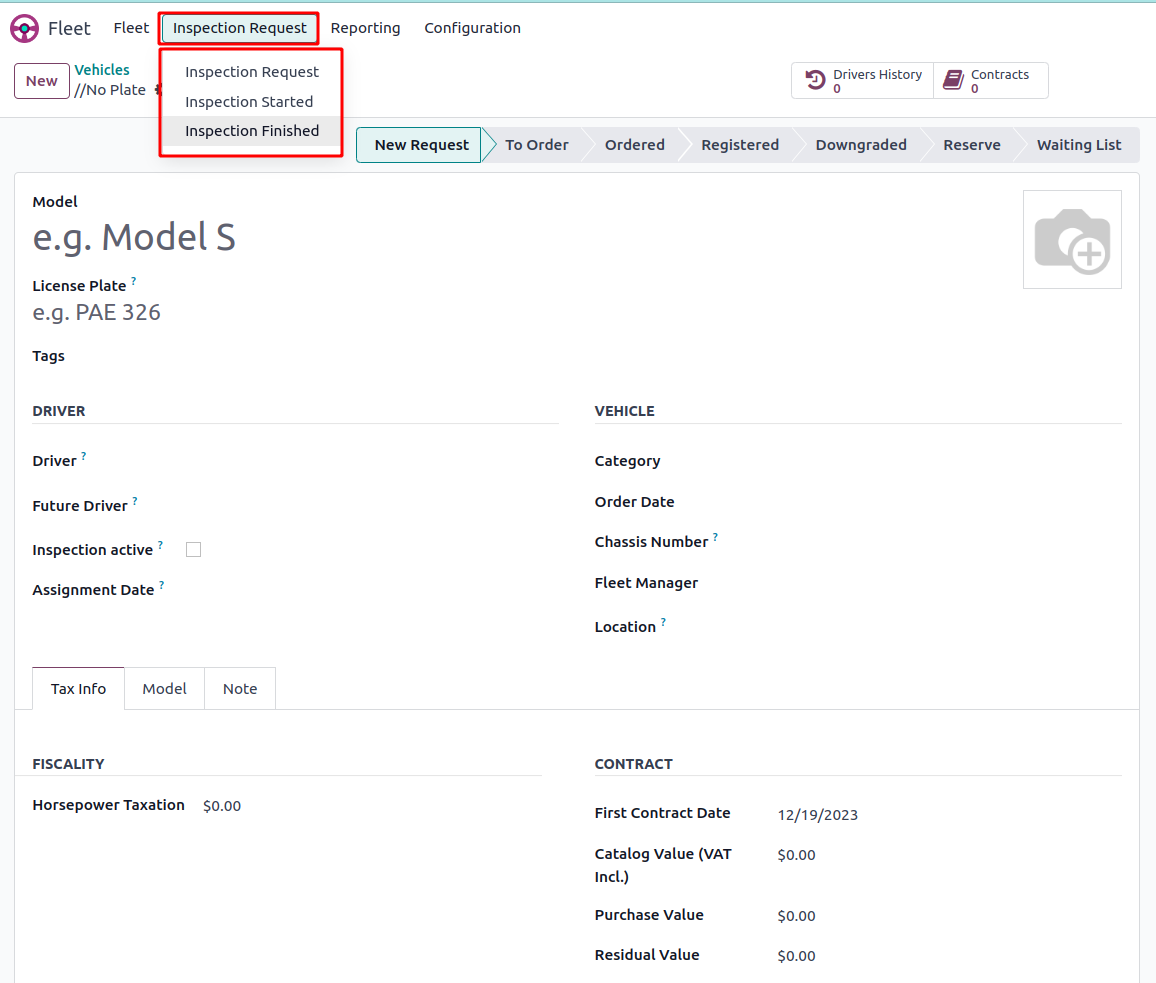 Fleet
Fleet
Inspection Request
Reporting
Configuration
New
Vehicles
//No Plate
Inspection Request
Inspection Started
Inspection Finished
Drivers History
0
Contracts
0
New Request
To Order
Ordered
Registered
Downgraded
Reserve
Waiting List
Model
e.g. Model S
License Plate ?
e.g. PAE 326
Tags
DRIVER
Driver ?
Future Driver ?
Inspection active ?
Assignment Date ?
VEHICLE
Category
Order Date
Chassis Number ?
Fleet Manager
Location ?
Tax Info
Model
Note
FISCALITY
Horsepower Taxation $0.00
CONTRACT
First Contract Date 12/19/2023
Catalog Value (VAT $0.00
Incl.)
Purchase Value $0.00
Residual Value $0.00